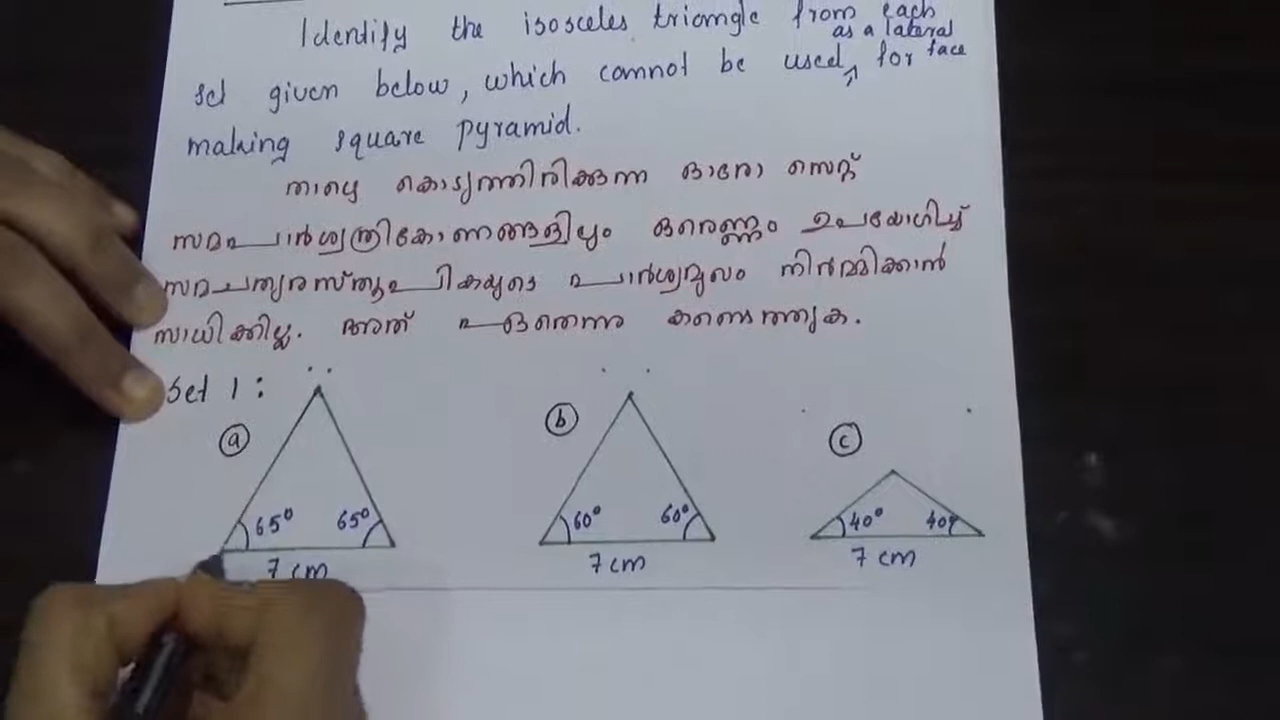 Identify the isosceles triangle from each
as a lateral
set given below, which cannot be used, for face
making square pyramid.
താഴെ കൊടുത്തിരിക്കുന്ന ഓരോ സെറ്റ്
സമപാർശ്വത്രികോണങ്ങളിലും ഒരെണ്ണം ഉപയോഗിച്ച്
സമചതുരസ്തൂപികയുടെ പാർശ്വമുഖം നിർമ്മിക്കാൻ
സാധിക്കില്ല. അത് ഏതെന്നു കണ്ടെത്തുക.
Set 1 :
a b c
65° 65° 60° 60° 40° 40°
7 cm 7 cm 7 cm